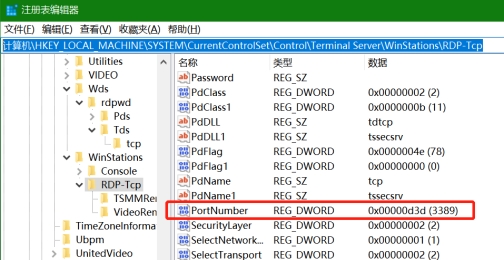 注册表编辑器
文件(F) 编辑(E) 查看(V) 收藏夹(A) 帮助(H)
计算机\HKEY_LOCAL_MACHINE\SYSTEM\CurrentControlSet\Control\Terminal Server\WinStations\RDP-Tcp
Utilities
VIDEO
Wds
rdpwd
Pds
Tds
tcp
WinStations
Console
RDP-Tcp
TSMMRen
VideoRen
TimeZoneInforma
Ubpm
UnitedVideo
名称 类型 数据
Password REG_SZ
PdClass REG_DWORD 0x00000002 (2)
PdClass1 REG_DWORD 0x0000000b (11)
PdDLL REG_SZ tdtcp
PdDLL1 REG_SZ tssecsrv
PdFlag REG_DWORD 0x0000004e (78)
PdFlag1 REG_DWORD 0x00000000 (0)
PdName REG_SZ tcp
PdName1 REG_SZ tssecsrv
PortNumber REG_DWORD 0x00000d3d (3389)
SecurityLayer REG_DWORD 0x00000002 (2)
SelectNetwork... REG_DWORD 0x00000001 (1)
SelectTransport REG_DWORD 0x00000002 (2)